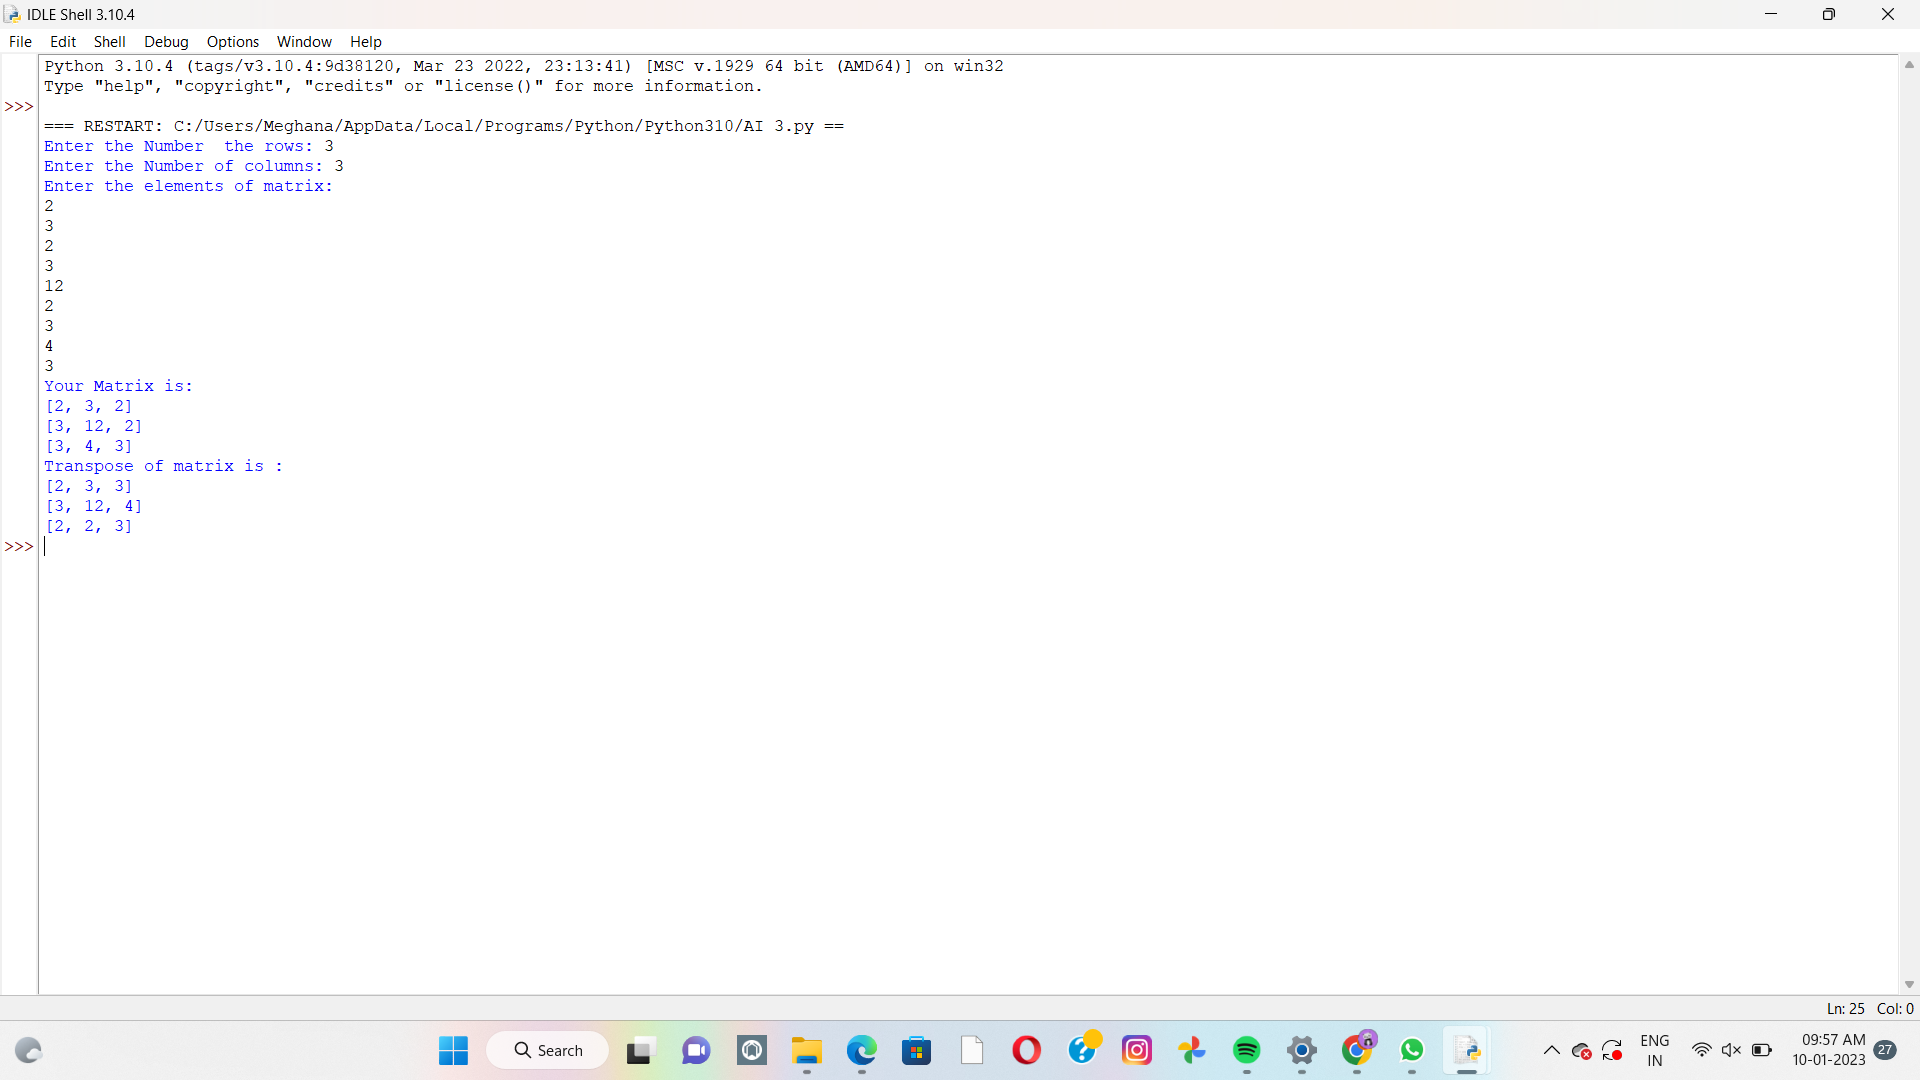 IDLE Shell 3.10.4
File Edit Shell Debug Options Window Help
Python 3.10.4 (tags/v3.10.4:9d38120, Mar 23 2022, 23:13:41) [MSC v.1929 64 bit (AMD64)] on win32
Type "help", "copyright", "credits" or "license()" for more information.
>>>
=== RESTART: C:/Users/Meghana/AppData/Local/Programs/Python/Python310/AI 3.py ==
Enter the Number  the rows: 3
Enter the Number of columns: 3
Enter the elements of matrix:
2
3
2
3
12
2
3
4
3
Your Matrix is:
[2, 3, 2]
[3, 12, 2]
[3, 4, 3]
Transpose of matrix is :
[2, 3, 3]
[3, 12, 4]
[2, 2, 3]
>>>
Ln: 25 Col: 0
Search
ENG
IN
09:57 AM
10-01-2023
27